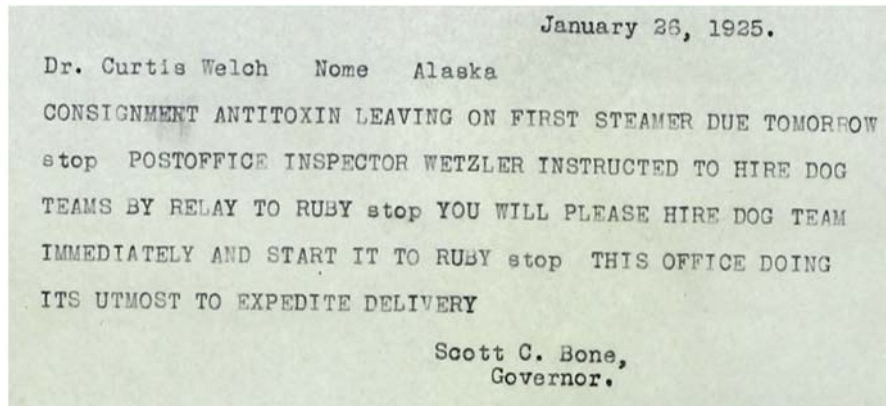 January 26, 1925.
Dr. Curtis Welch Nome Alaska
CONSIGNMENT ANTITOXIN LEAVING ON FIRST STEAMER DUE TOMORROW
stop POSTOFFICE INSPECTOR WETZLER INSTRUCTED TO HIRE DOG
TEAMS BY RELAY TO RUBY stop YOU WILL PLEASE HIRE DOG TEAM
IMMEDIATELY AND START IT TO RUBY stop THIS OFFICE DOING
ITS UTMOST TO EXPEDITE DELIVERY
Scott C. Bone,
Governor.